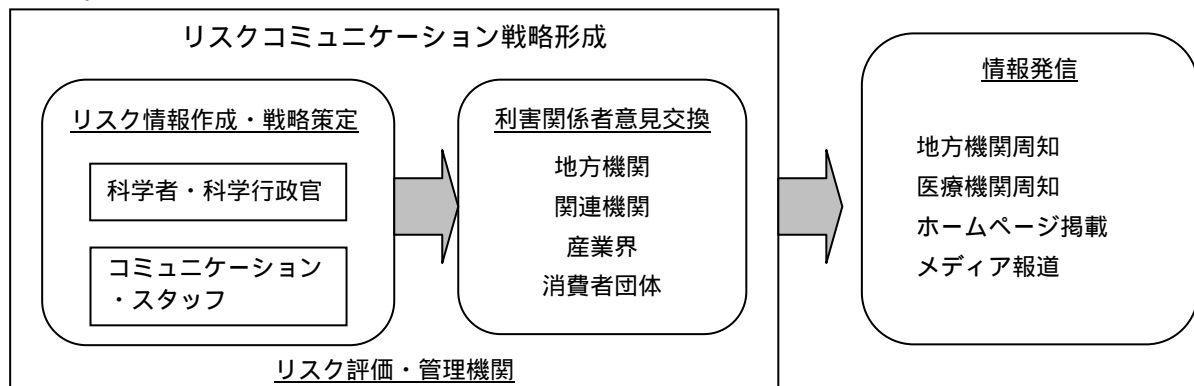 リスクコミュニケーション戦略形成
リスク情報作成・戦略策定
科学者・科学行政官
コミュニケーション
・スタッフ
利害関係者意見交換
地方機関
関連機関
産業界
消費者団体
リスク評価・管理機関
情報発信
地方機関周知
医療機関周知
ホームページ掲載
メディア報道